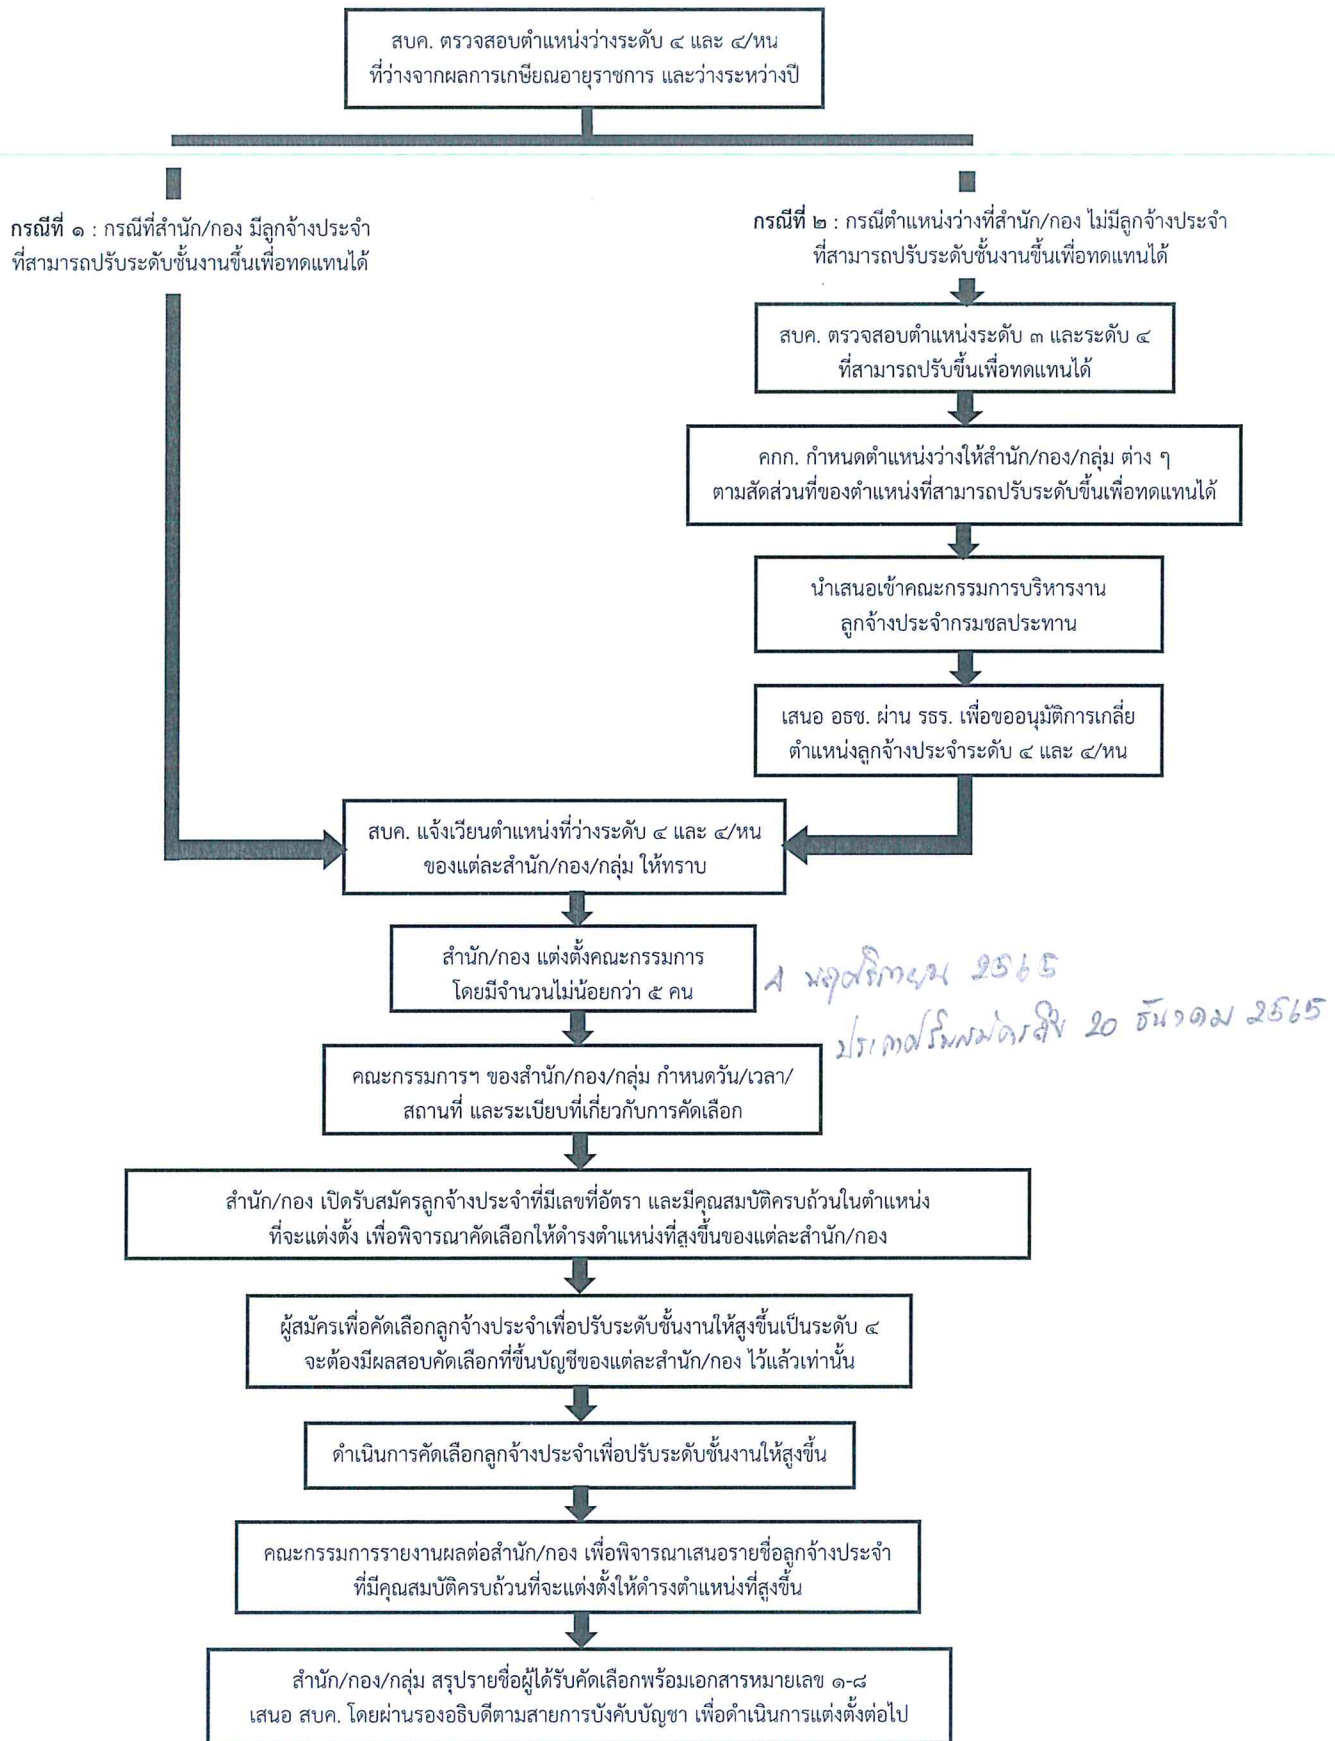 สบค. ตรวจสอบตำแหน่งว่างระดับ ๔ และ ๔/หน
ที่ว่างจากผลการเกษียณอายุราชการ และว่างระหว่างปี
กรณีที่ ๑ : กรณีที่สำนัก/กอง มีลูกจ้างประจำ
ที่สามารถปรับระดับชั้นงานขึ้นเพื่อทดแทนได้
กรณีที่ ๒ : กรณีตำแหน่งว่างที่สำนัก/กอง ไม่มีลูกจ้างประจำ
ที่สามารถปรับระดับชั้นงานขึ้นเพื่อทดแทนได้
สบค. ตรวจสอบตำแหน่งระดับ ๓ และระดับ ๔
ที่สามารถปรับขึ้นเพื่อทดแทนได้
คกก. กำหนดตำแหน่งว่างให้สำนัก/กอง/กลุ่ม ต่าง ๆ
ตามสัดส่วนที่ของตำแหน่งที่สามารถปรับระดับขึ้นเพื่อทดแทนได้
นำเสนอเข้าคณะกรรมการบริหารงาน
ลูกจ้างประจำกรมชลประทาน
เสนอ อธช. ผ่าน รธร. เพื่อขออนุมัติการเกลี่ย
ตำแหน่งลูกจ้างประจำระดับ ๔ และ ๔/หน
สบค. แจ้งเวียนตำแหน่งที่ว่างระดับ ๔ และ ๔/หน
ของแต่ละสำนัก/กอง/กลุ่ม ให้ทราบ
สำนัก/กอง แต่งตั้งคณะกรรมการ
โดยมีจำนวนไม่น้อยกว่า ๕ คน
พฤศจิกายน 2565
20 ธันวาคม 2565
คณะกรรมการฯ ของสำนัก/กอง/กลุ่ม กำหนดวัน/เวลา/
สถานที่ และระเบียบที่เกี่ยวกับการคัดเลือก
สำนัก/กอง เปิดรับสมัครลูกจ้างประจำที่มีเลขที่อัตรา และมีคุณสมบัติครบถ้วนในตำแหน่ง
ที่จะแต่งตั้ง เพื่อพิจารณาคัดเลือกให้ดำรงตำแหน่งที่สูงขึ้นของแต่ละสำนัก/กอง
ผู้สมัครเพื่อคัดเลือกลูกจ้างประจำเพื่อปรับระดับชั้นงานให้สูงขึ้นเป็นระดับ ๔
จะต้องมีผลสอบคัดเลือกที่ขึ้นบัญชีของแต่ละสำนัก/กอง ไว้แล้วเท่านั้น
ดำเนินการคัดเลือกลูกจ้างประจำเพื่อปรับระดับชั้นงานให้สูงขึ้น
คณะกรรมการรายงานผลต่อสำนัก/กอง เพื่อพิจารณาเสนอรายชื่อลูกจ้างประจำ
ที่มีคุณสมบัติครบถ้วนที่จะแต่งตั้งให้ดำรงตำแหน่งที่สูงขึ้น
สำนัก/กอง/กลุ่ม สรุปรายชื่อผู้ได้รับคัดเลือกพร้อมเอกสารหมายเลข ๑-๘
เสนอ สบค. โดยผ่านรองอธิบดีตามสายการบังคับบัญชา เพื่อดำเนินการแต่งตั้งต่อไป